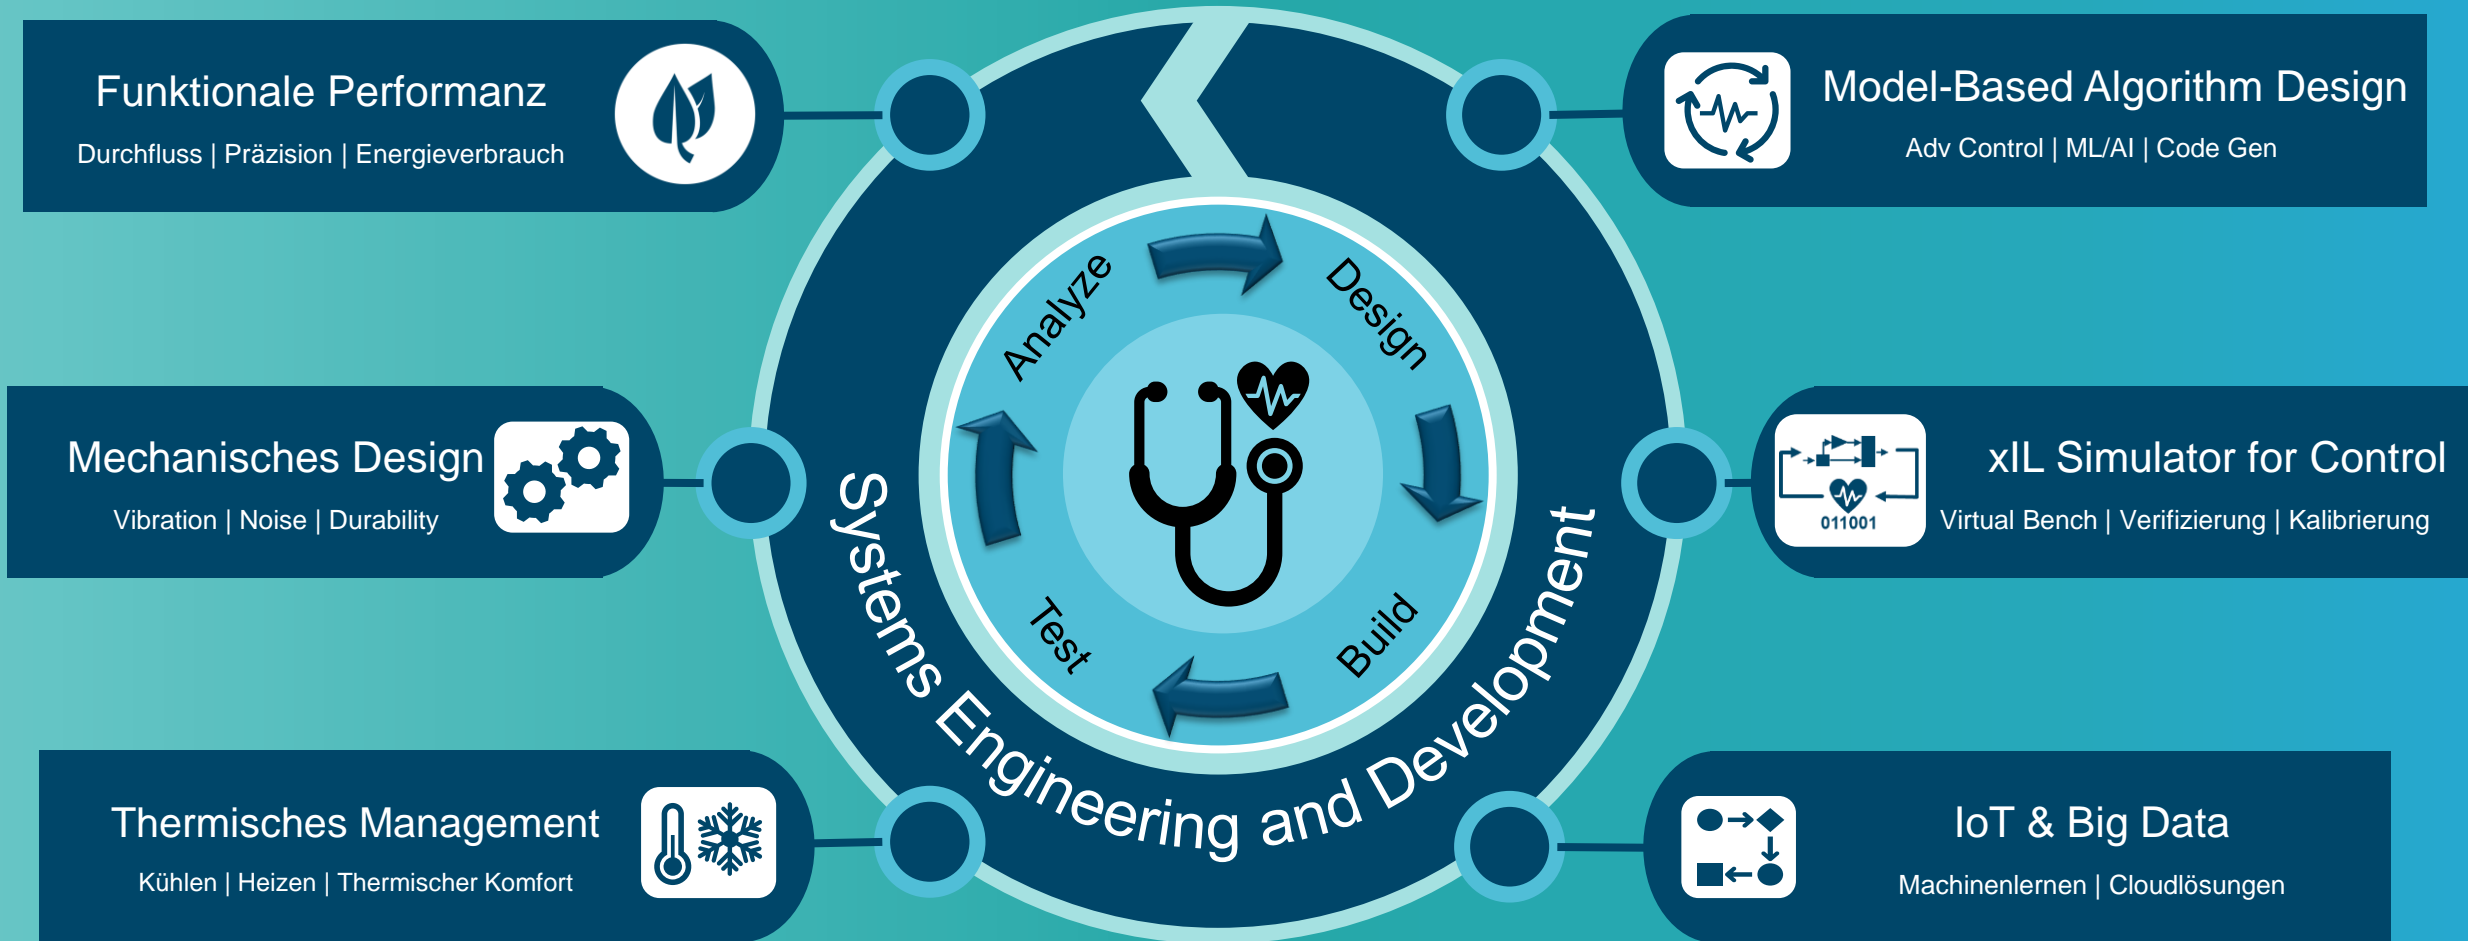 Funktionale Performanz
Durchfluss | Präzision | Energieverbrauch
Model-Based Algorithm Design
Adv Control | ML/AI | Code Gen
Mechanisches Design
Vibration | Noise | Durability
xIL Simulator for Control
Virtual Bench | Verifizierung | Kalibrierung
011001
Thermisches Management
Kühlen | Heizen | Thermischer Komfort
IoT & Big Data
Machinenlernen | Cloudlösungen
Analyze
Design
Build
Test
Systems Engineering and Development